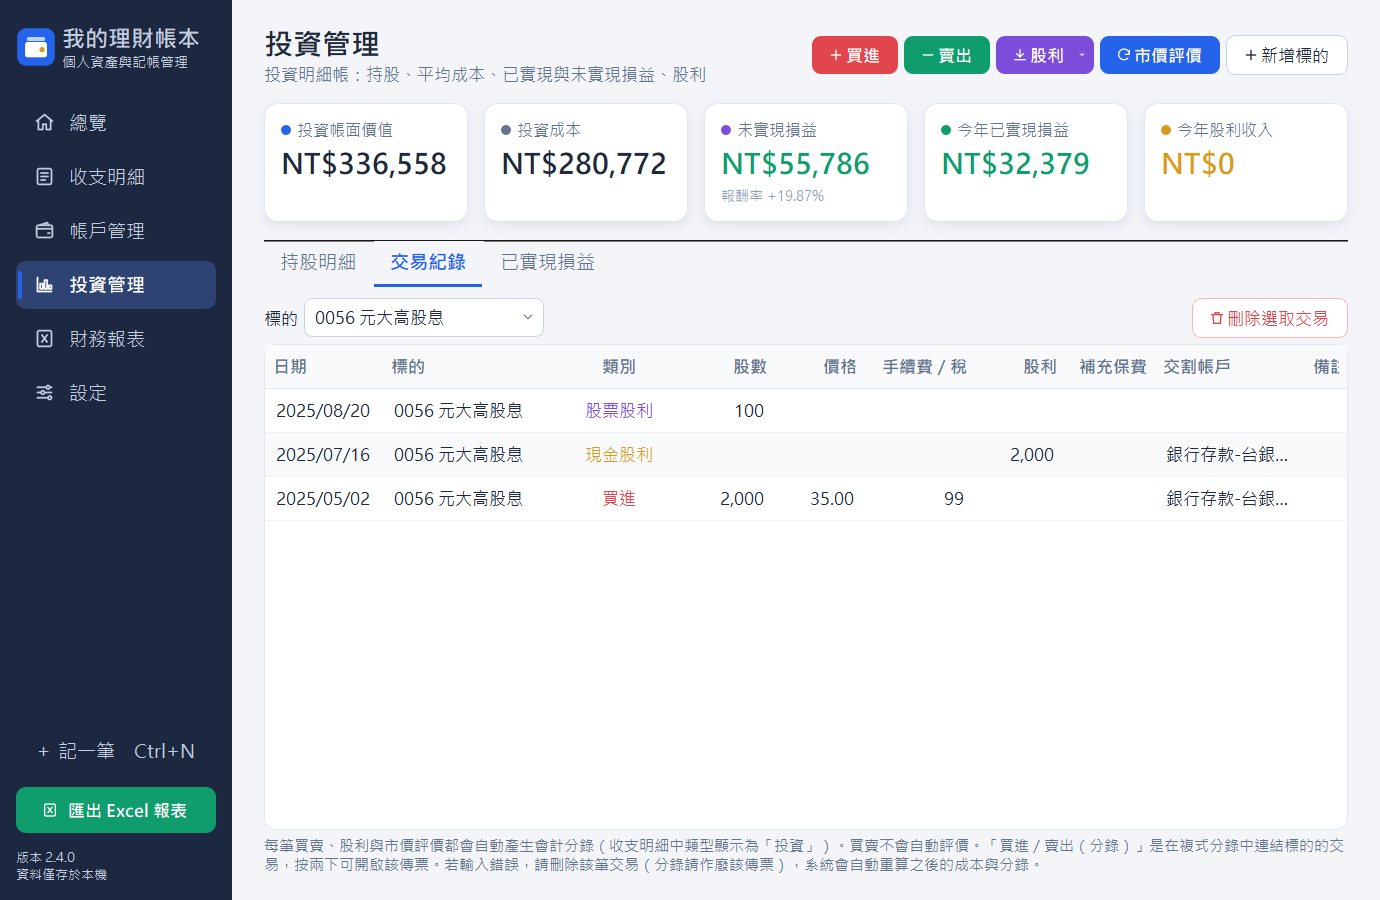 我的理財帳本
個人資產與記帳管理
總覽
收支明細
帳戶管理
投資管理
財務報表
設定
+ 記一筆 Ctrl+N
匯出 Excel 報表
版本 2.4.0
資料僅存於本機
投資管理
投資明細帳：持股、平均成本、已實現與未實現損益、股利
+ 買進
− 賣出
股利
市價評價
+ 新增標的
投資帳面價值
NT$336,558
投資成本
NT$280,772
未實現損益
NT$55,786
報酬率 +19.87%
今年已實現損益
NT$32,379
今年股利收入
NT$0
持股明細 交易紀錄 已實現損益
標的 0056 元大高股息
刪除選取交易
日期 標的 類別 股數 價格 手續費 / 稅 股利 補充保費 交割帳戶 備
2025/08/20 0056 元大高股息 股票股利 100
2025/07/16 0056 元大高股息 現金股利 2,000 銀行存款-台銀...
2025/05/02 0056 元大高股息 買進 2,000 35.00 99 銀行存款-台銀...
每筆買賣、股利與市價評價都會自動產生會計分錄（收支明細中類型顯示為「投資」）。買賣不會自動評價。「買進 / 賣出（分錄）」是在複式分錄中連結標的的交
易，按兩下可開啟該傳票。若輸入錯誤，請刪除該筆交易（分錄請作廢該傳票），系統會自動重算之後的成本與分錄。